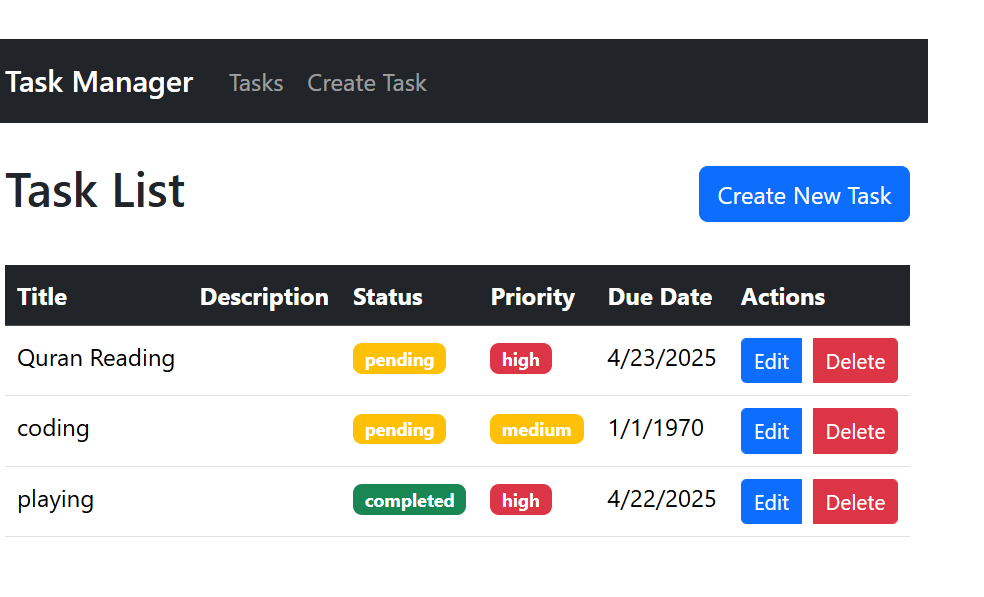 Task Manager Tasks Create Task
Task List Create New Task
Title Description Status Priority Due Date Actions
Quran Reading pending high 4/23/2025 Edit Delete
coding pending medium 1/1/1970 Edit Delete
playing completed high 4/22/2025 Edit Delete